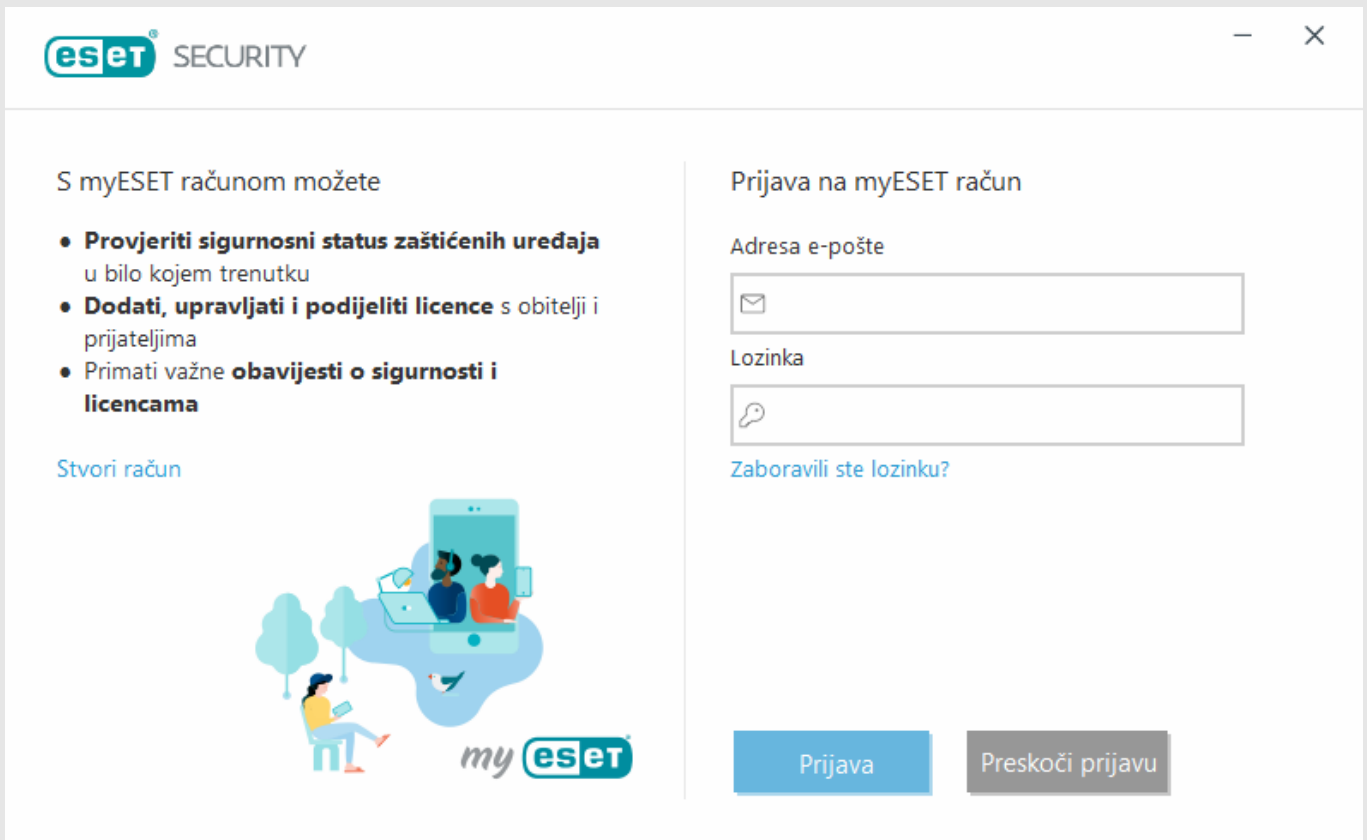 eset® SECURITY
S myESET računom možete
● Provjeriti sigurnosni status zaštićenih uređaja
u bilo kojem trenutku
● Dodati, upravljati i podijeliti licence s obitelji i
prijateljima
● Primati važne obavijesti o sigurnosti i
licencama
Stvori račun
my eset
Prijava na myESET račun
Adresa e-pošte
Lozinka
Zaboravili ste lozinku?
Prijava
Preskoči prijavu